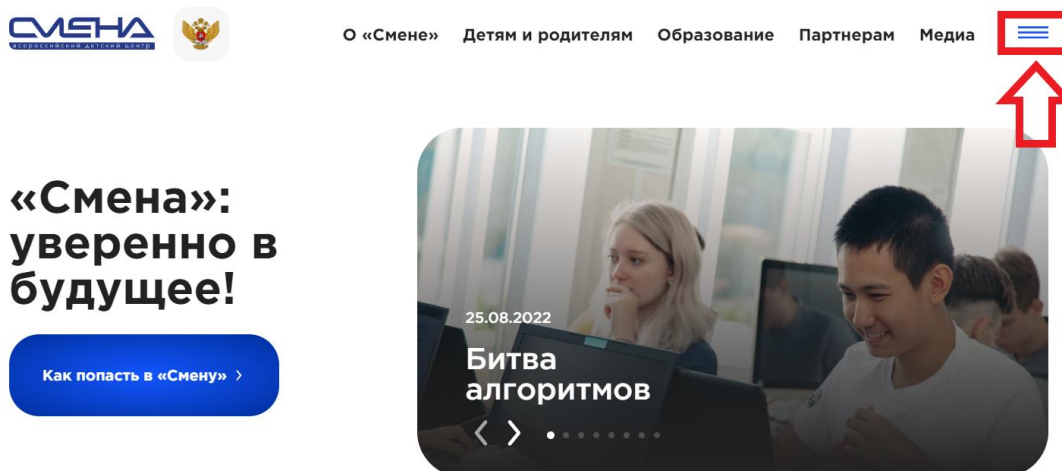 СМЕНА
всероссийский детский центр
О «Смене» Детям и родителям Образование Партнерам Медиа
«Смена»:
уверенно в
будущее!
Как попасть в «Смену» >
25.08.2022
Битва
алгоритмов